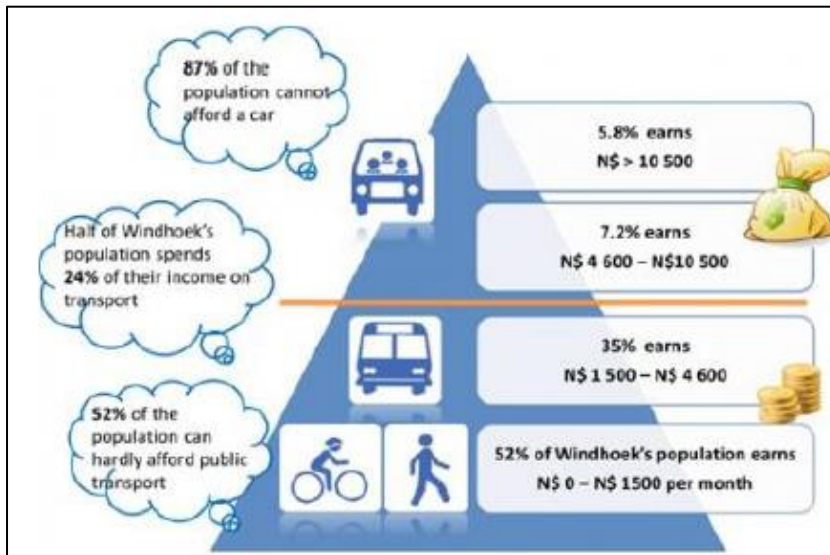 87% of the
population cannot
afford a car
5.8% earns
N$ > 10 500
Half of Windhoek's
population spends
24% of their income on
transport
7.2% earns
N$ 4 600 – N$10 500
35% earns
N$ 1 500 – N$ 4 600
52% of the
population can
hardly afford public
transport
52% of Windhoek's population earns
N$ 0 – N$ 1500 per month